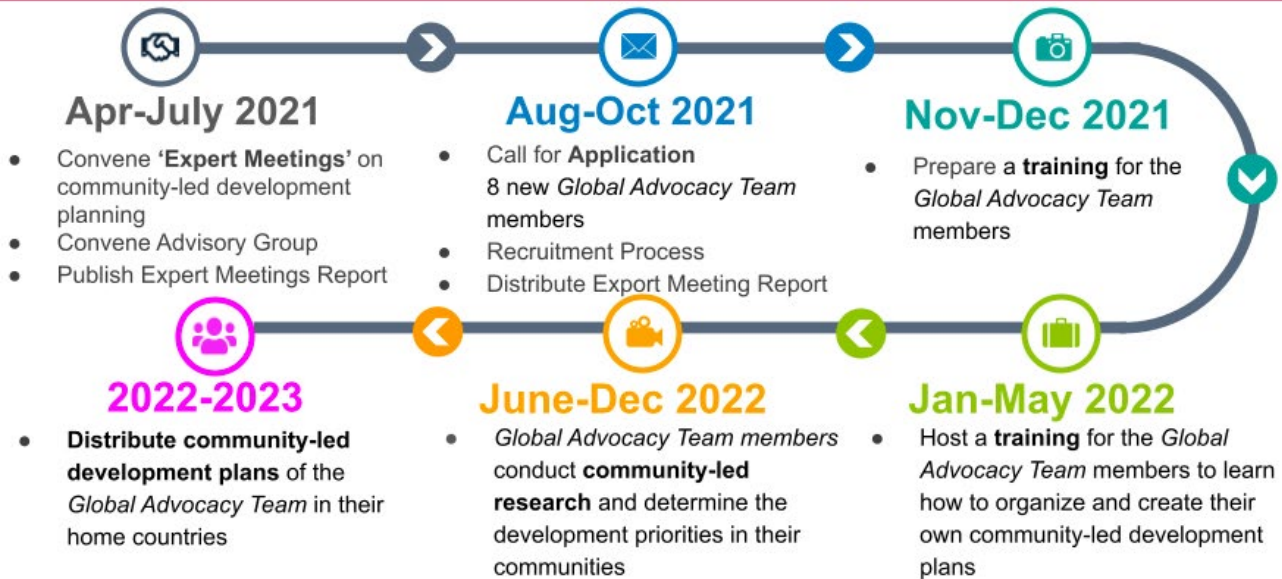 Apr-July 2021
● Convene ‘Expert Meetings’ on
community-led development
planning
● Convene Advisory Group
● Publish Expert Meetings Report
Aug-Oct 2021
● Call for Application
8 new Global Advocacy Team
members
● Recruitment Process
● Distribute Export Meeting Report
Nov-Dec 2021
● Prepare a training for the
Global Advocacy Team
members
Jan-May 2022
● Host a training for the Global
Advocacy Team members to learn
how to organize and create their
own community-led development
plans
June-Dec 2022
● Global Advocacy Team members
conduct community-led
research and determine the
development priorities in their
communities
2022-2023
● Distribute community-led
development plans of the
Global Advocacy Team in their
home countries